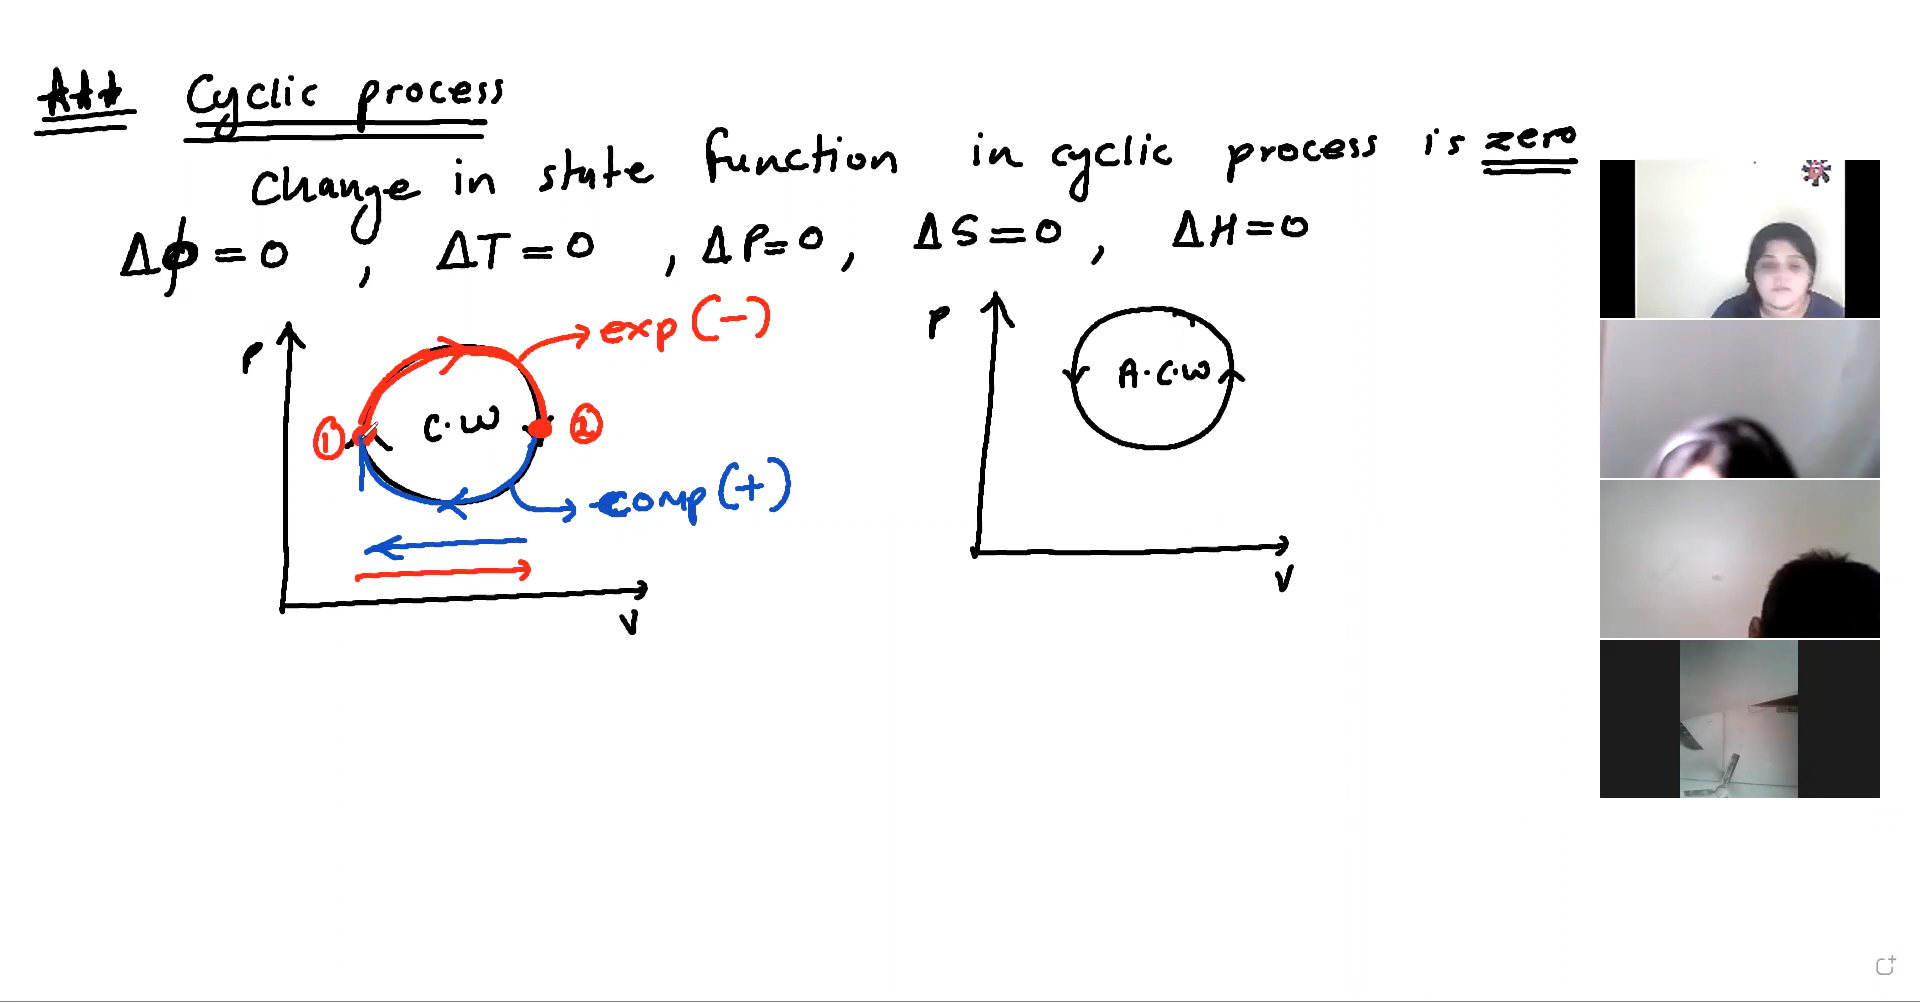 Cyclic process
Change in state function in cyclic process is zero
Δϕ = 0 , ΔT = 0 , ΔP = 0 , ΔS = 0 , ΔH = 0
P
exp (-)
C.W
①
②
comp (+)
V
P
A.C.W
V